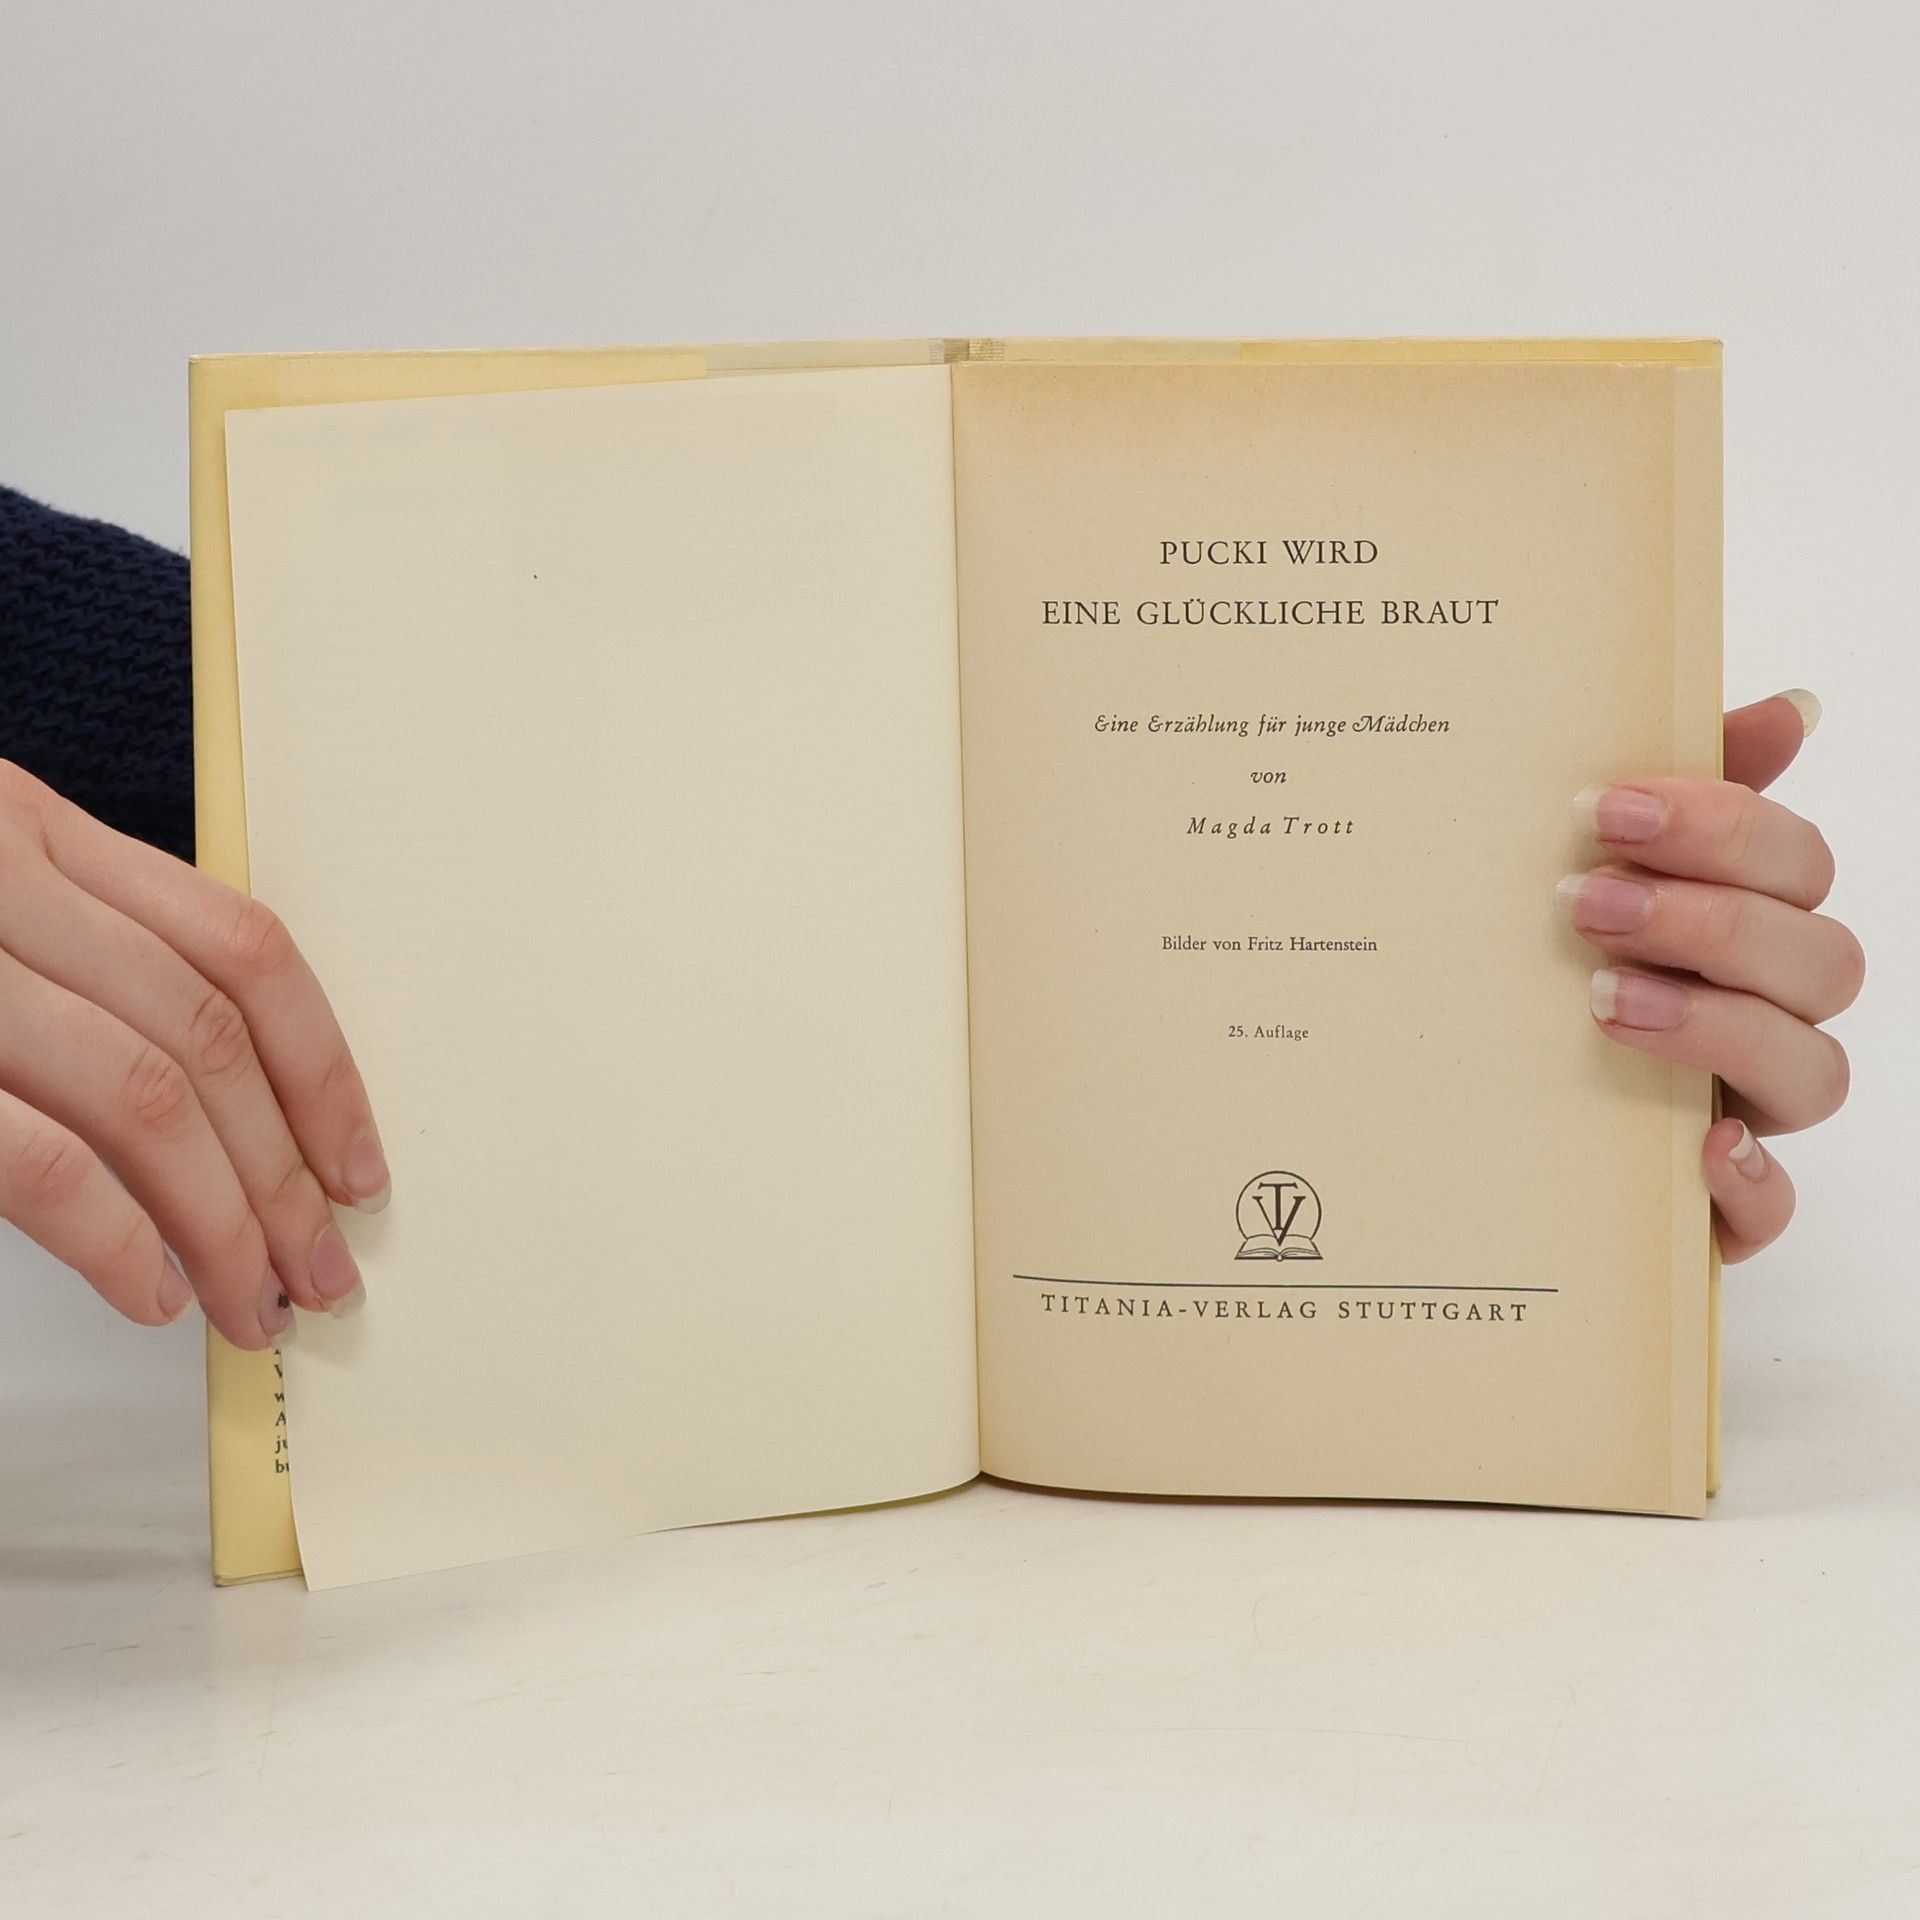 PUCKI WIRD
EINE GLÜCKLICHE BRAUT
Eine Erzählung für junge Mädchen
von
Magda Trott
Bilder von Fritz Hartenstein
25. Auflage
TV
TITANIA-VERLAG STUTTGART